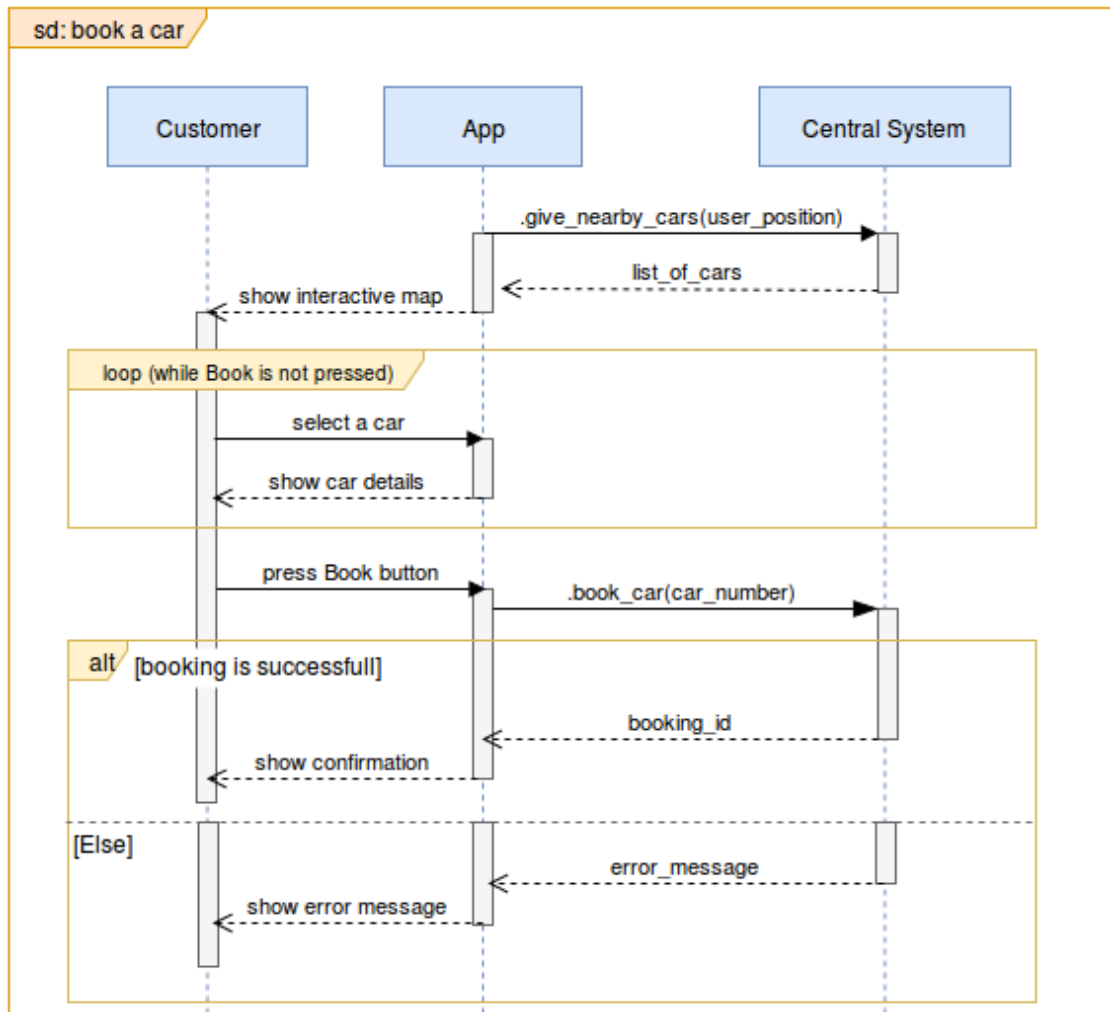 sd: book a car
Customer
App
Central System
.give_nearby_cars(user_position)
list_of_cars
show interactive map
loop (while Book is not pressed)
select a car
show car details
press Book button
.book_car(car_number)
alt
[booking is successfull]
booking_id
show confirmation
[Else]
error_message
show error message